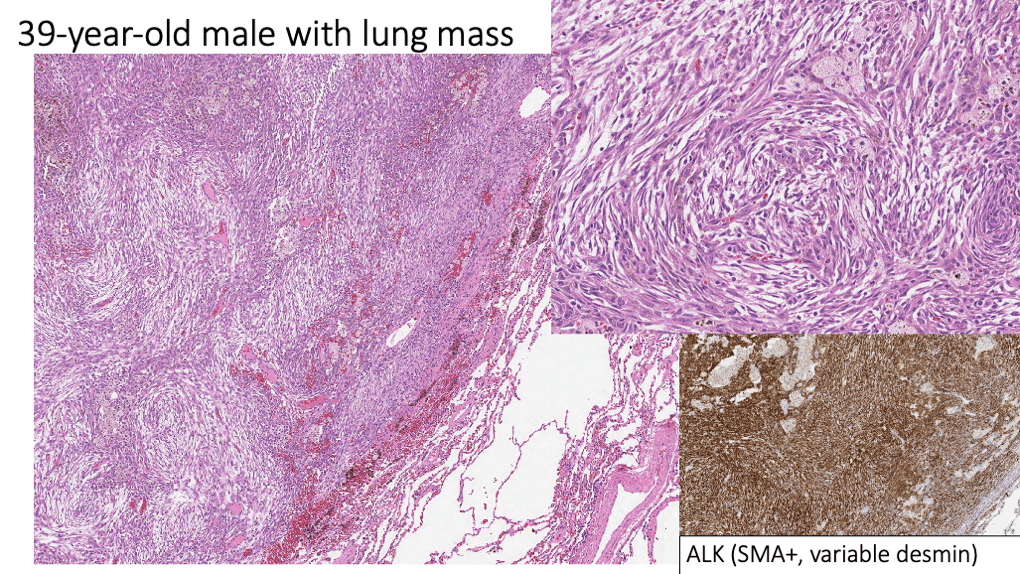 39-year-old male with lung mass
ALK (SMA+, variable desmin)